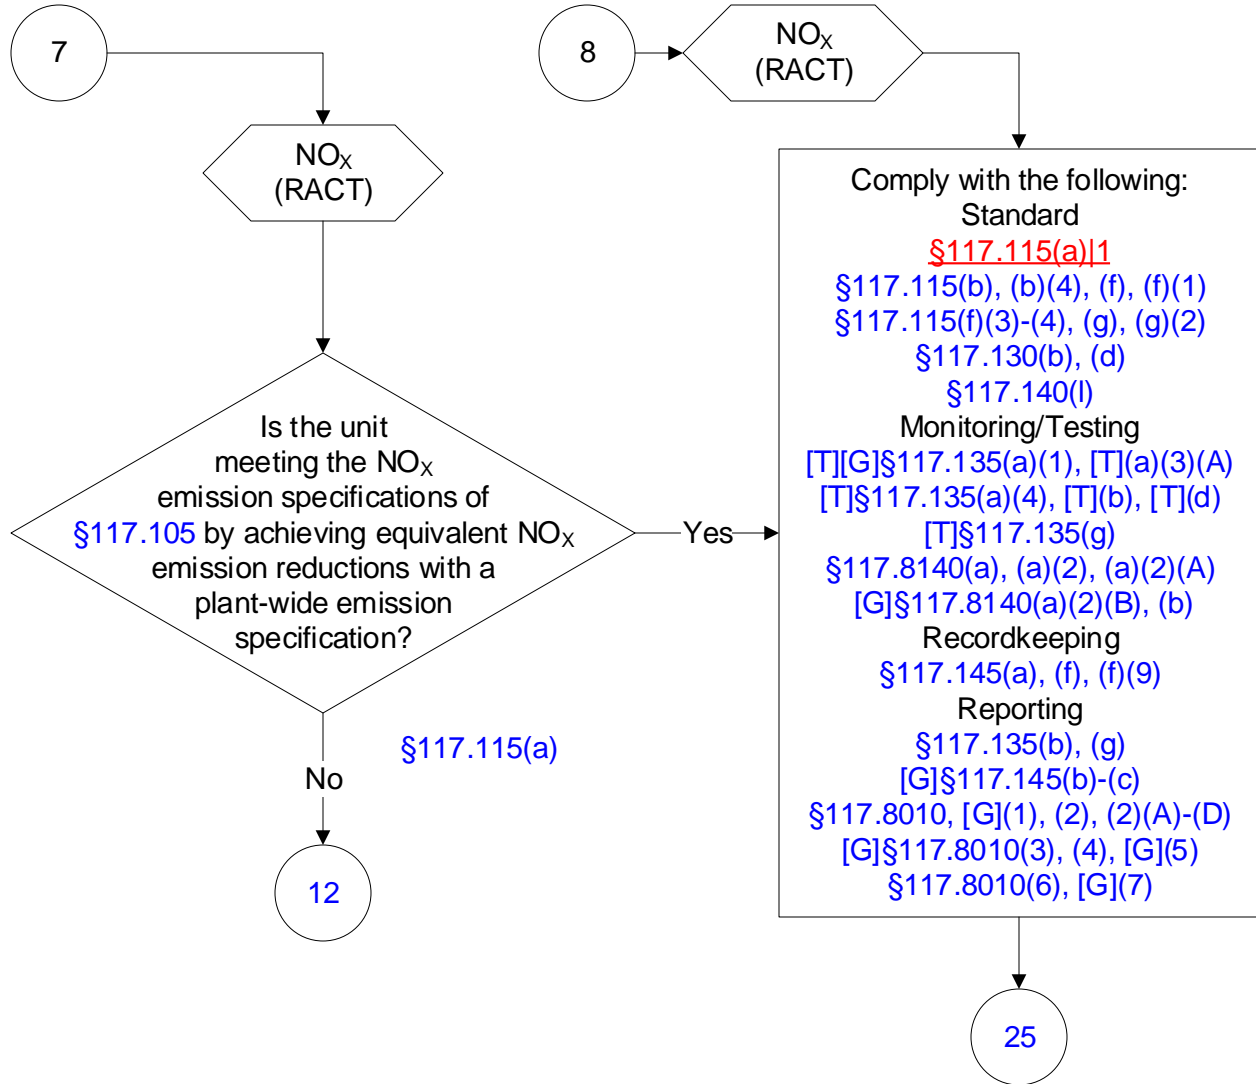 7
NOX
(RACT)
Is the unit
meeting the NOX
emission specifications of
§117.105 by achieving equivalent NOX
emission reductions with a
plant-wide emission
specification?
Yes
No
§117.115(a)
12
8
NOX
(RACT)
Comply with the following:
Standard
§117.115(a)|1
§117.115(b), (b)(4), (f), (f)(1)
§117.115(f)(3)-(4), (g), (g)(2)
§117.130(b), (d)
§117.140(l)
Monitoring/Testing
[T][G]§117.135(a)(1), [T](a)(3)(A)
[T]§117.135(a)(4), [T](b), [T](d)
[T]§117.135(g)
§117.8140(a), (a)(2), (a)(2)(A)
[G]§117.8140(a)(2)(B), (b)
Recordkeeping
§117.145(a), (f), (f)(9)
Reporting
§117.135(b), (g)
[G]§117.145(b)-(c)
§117.8010, [G](1), (2), (2)(A)-(D)
[G]§117.8010(3), (4), [G](5)
§117.8010(6), [G](7)
25